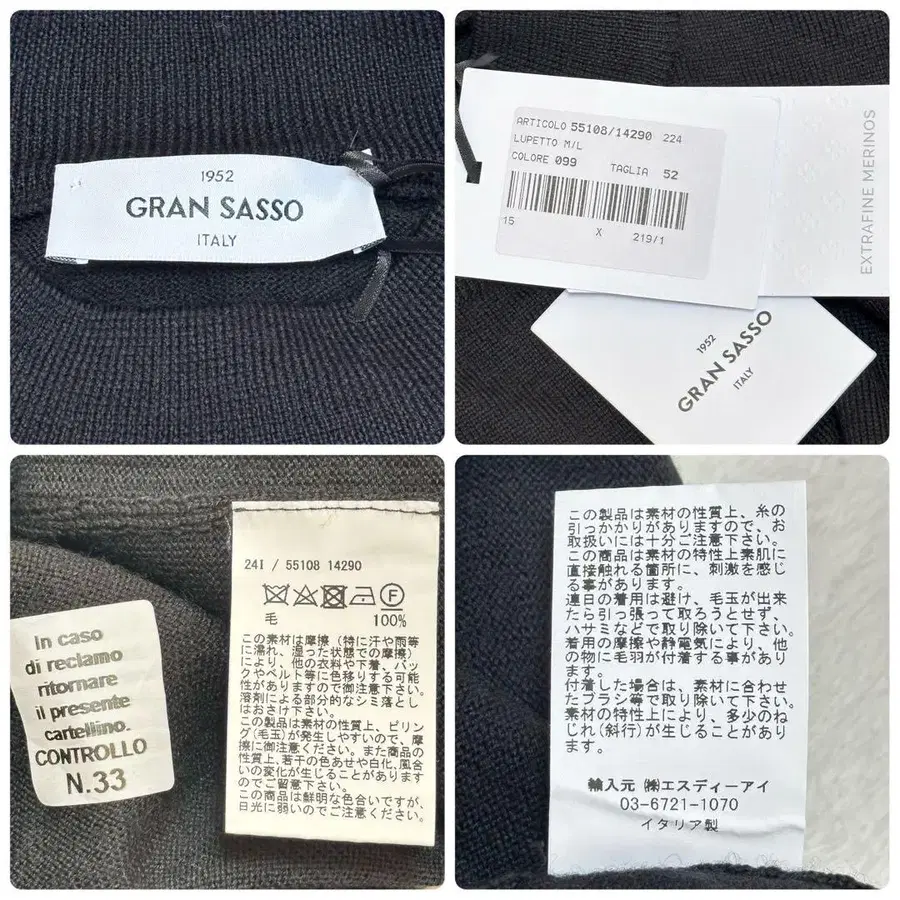 1952
GRAN SASSO
ITALY
ARTICOLO 55108/14290 224
LUPETTO M/L
COLORE 099 TAGLIA 52
15 X 219/1
EXTRAFINE MERINOS
1952
GRAN SASSO
ITALY
In caso
di reclamo
ritornare
il presente
cartellino.
CONTROLLO
N.33
24I / 55108 14290
F
毛 100%
この素材は摩擦（特に汗や雨等
に濡れ、湿った状態での摩擦）
により、他の衣料や下着、バッ
クやベルト等に色移りする可能
性がありますので御注意ください。
溶剤による部分的なシミ落とし
はおさけ下さい。
この製品は素材の性質上、ピリン
グ(毛玉)が発生しやすいので、摩
擦に御注意ください。また商品の
性質上、若干の色あせや白化、風合
いの変化が生じることがあります
のでご留意下さい。
この商品は鮮明な色合いですが、
日光に弱いのでご注意ください。
この製品は素材の性質上、糸の
引っかかりがありますので、お
取扱いには十分ご注意下さい。
この商品は素材の特性上素肌に
直接触れる箇所に、刺激を感じ
る事があります。
連日の着用は避け、毛玉が出来
たら引っ張って取ろうとせず、
ハサミなどで取り除いて下さい。
着用の摩擦や静電気により、他
の物に毛羽が付着する事があり
ます。
付着した場合は、素材に合わせ
たブラシ等で取り除いて下さい。
素材の特性上により、多少のね
じれ(斜行)が生じることがあり
ます。
輸入元 ㈱エスディーアイ
03-6721-1070
イタリア製